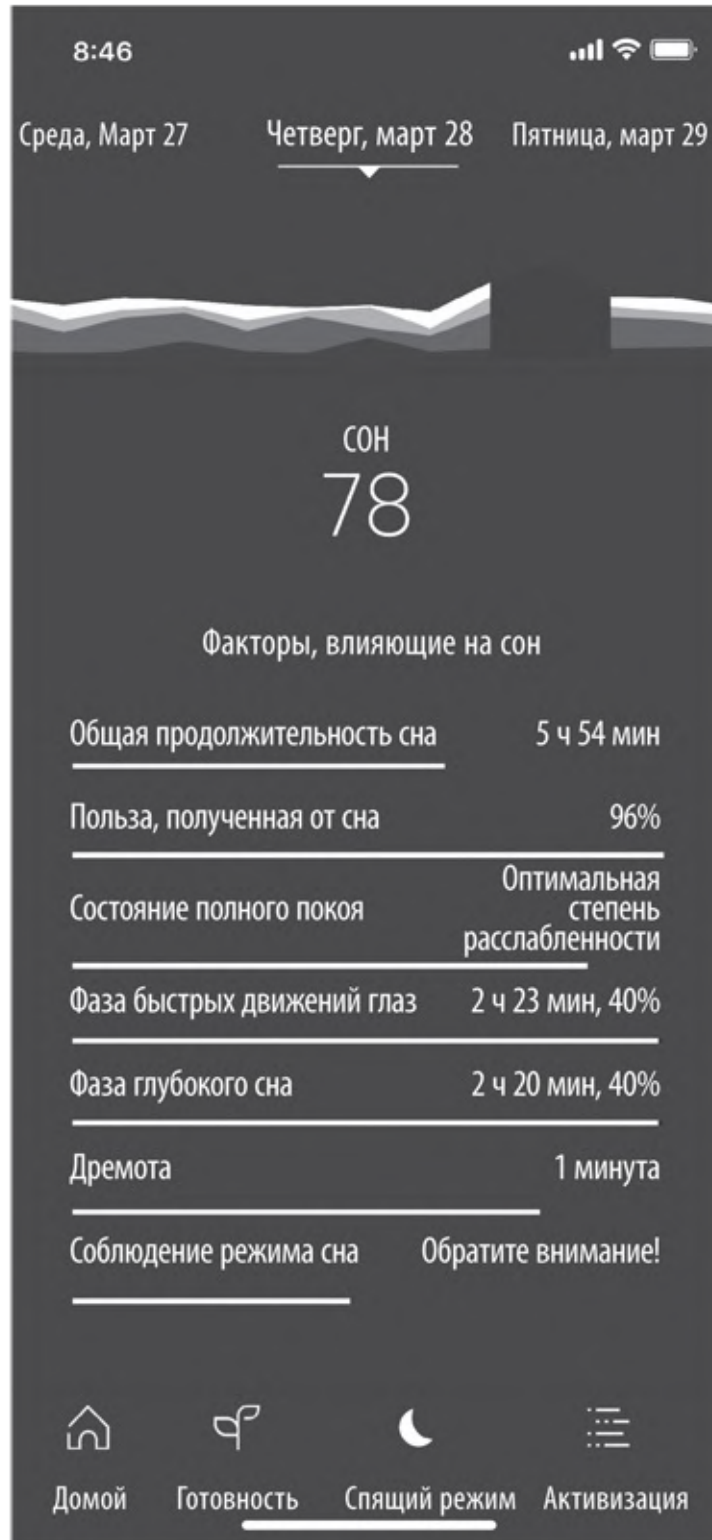 8:46
Среда, Март 27 Четверг, март 28 Пятница, март 29
СОН
78
Факторы, влияющие на сон
Общая продолжительность сна 5 ч 54 мин
Польза, полученная от сна 96%
Состояние полного покоя Оптимальная
степень
расслабленности
Фаза быстрых движений глаз 2 ч 23 мин, 40%
Фаза глубокого сна 2 ч 20 мин, 40%
Дремота 1 минута
Соблюдение режима сна Обратите внимание!
Домой Готовность Спящий режим Активизация